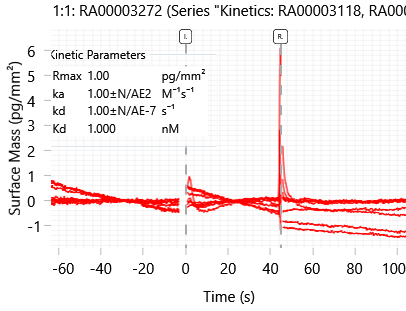 1:1: RA00003272 (Series "Kinetics: RA00003118, RA000
I.
R.
Kinetic Parameters
Rmax 1.00 pg/mm²
ka 1.00±N/AE2 M⁻¹s⁻¹
kd 1.00±N/AE-7 s⁻¹
Kd 1.000 nM
Surface Mass (pg/mm²)
6
5
4
3
2
1
0
-1
-60 -40 -20 0 20 40 60 80 100
Time (s)